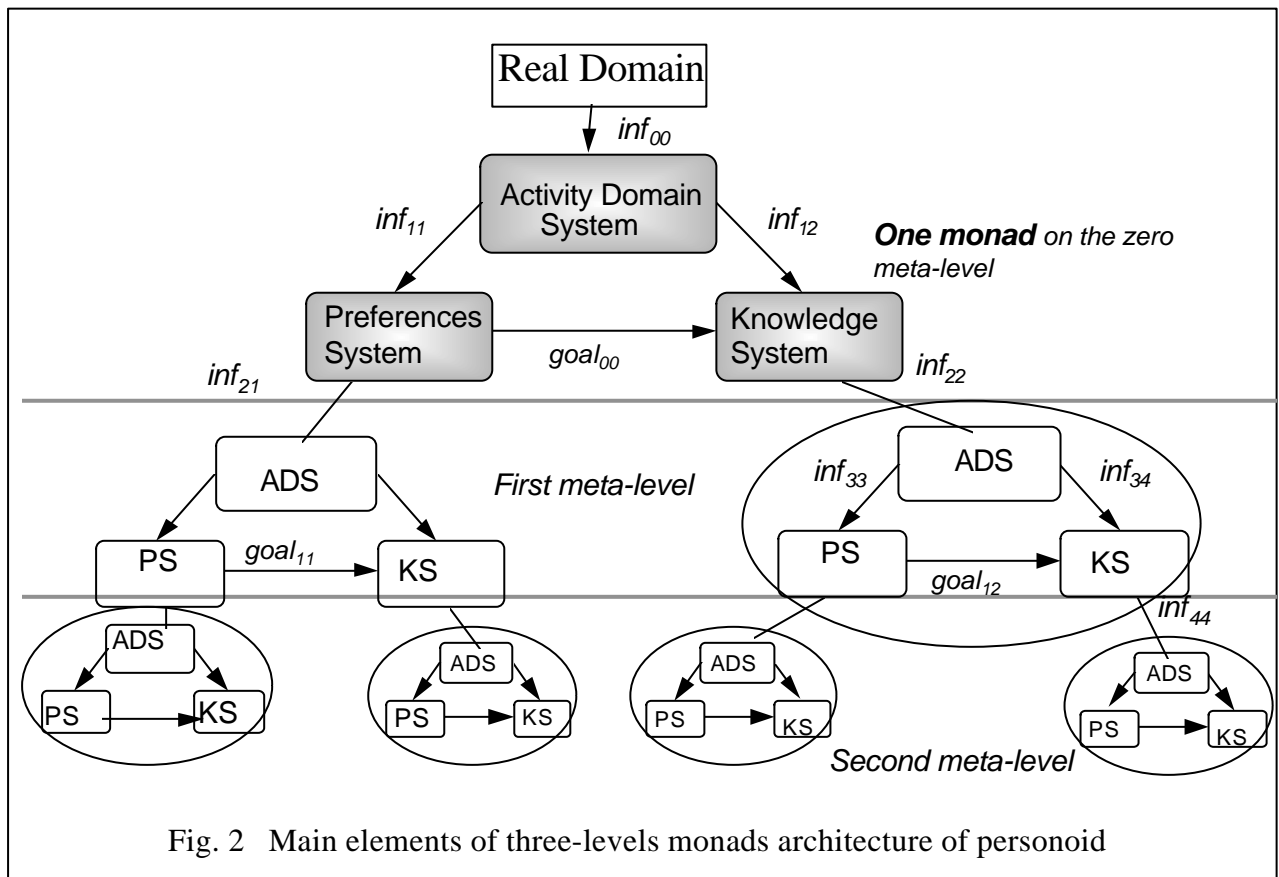 Real Domain
inf00
Activity Domain
System
inf11
inf12
One monad on the zero
meta-level
Preferences
System
goal00
Knowledge
System
inf21
inf22
ADS
First meta-level
ADS
inf33
inf34
PS
goal11
KS
PS
goal12
KS
inf44
ADS
PS
KS
ADS
PS
KS
ADS
PS
KS
ADS
PS
KS
Second meta-level
Fig. 2 Main elements of three-levels monads architecture of personoid